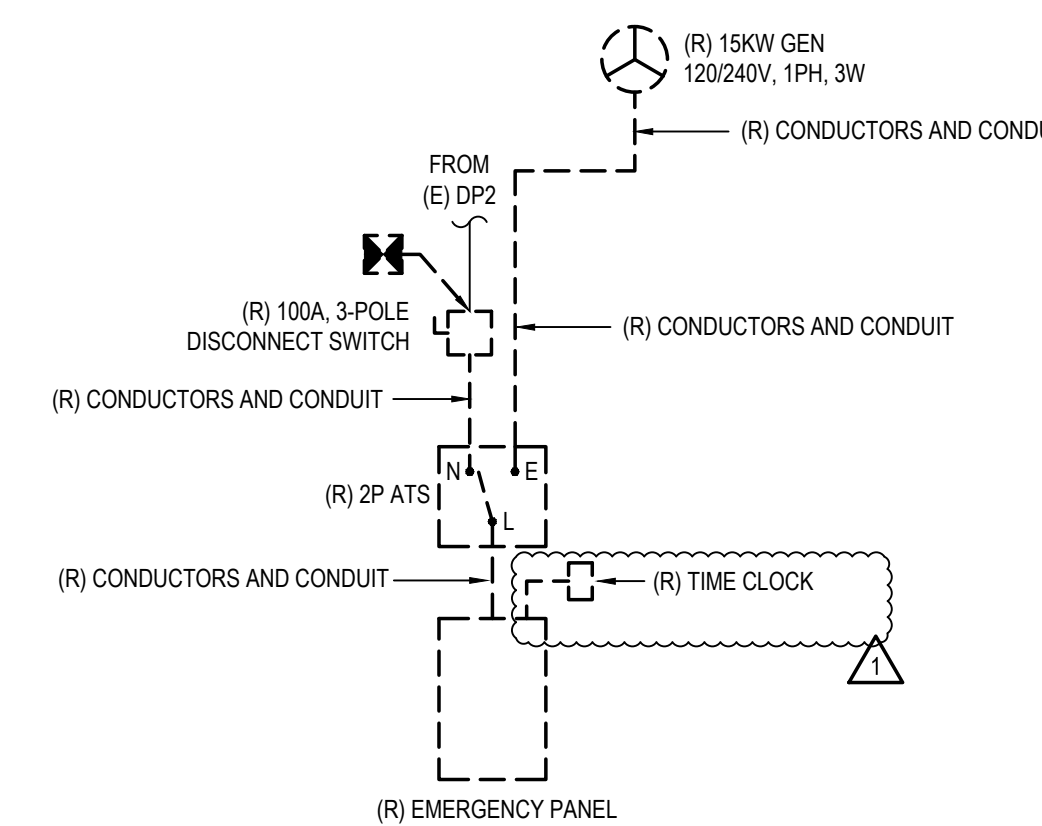 (R) 15KW GEN
120/240V, 1PH, 3W
(R) CONDUCTORS AND
FROM
(E) DP2
(R) 100A, 3-POLE
DISCONNECT SWITCH
(R) CONDUCTORS AND CONDUIT
(R) CONDUCTORS AND CONDUIT
N
E
(R) 2P ATS
L
(R) CONDUCTORS AND CONDUIT
(R) TIME CLOCK
1
(R) EMERGENCY PANEL